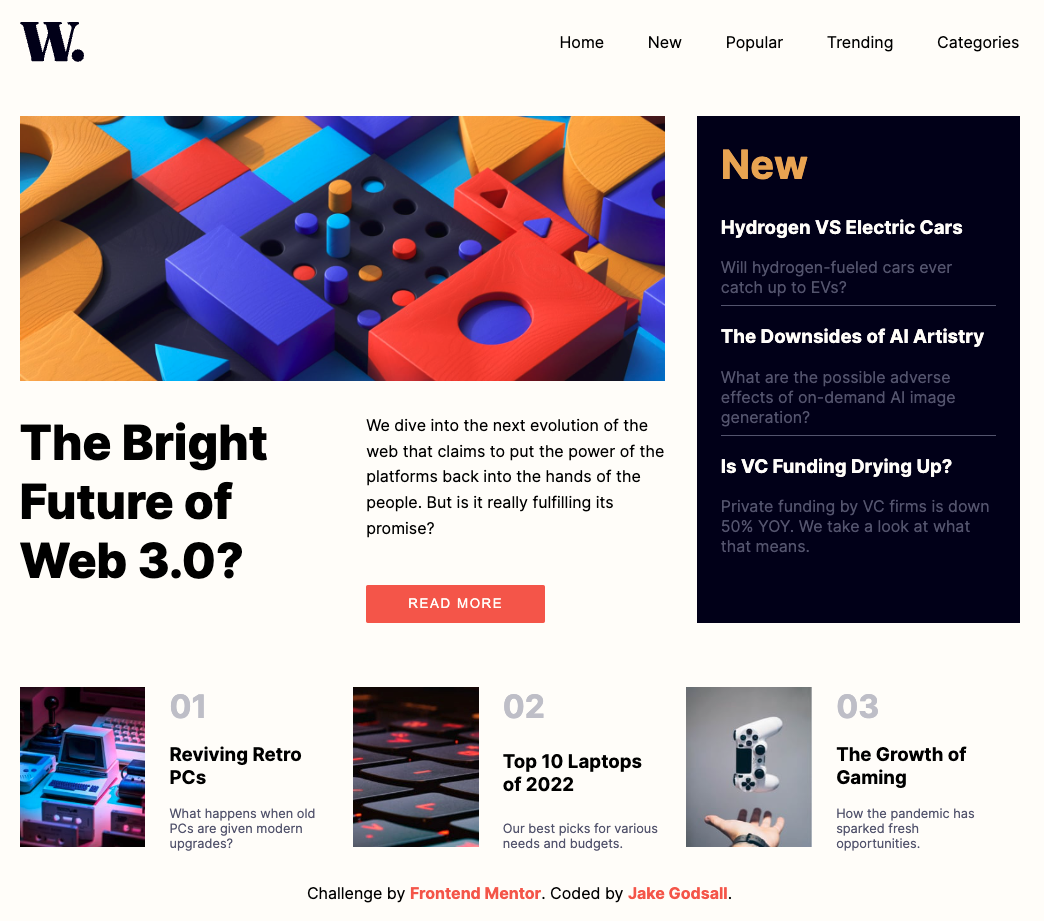 W.
Home New Popular Trending Categories
The Bright
Future of
Web 3.0?
We dive into the next evolution of the
web that claims to put the power of the
platforms back into the hands of the
people. But is it really fulfilling its
promise?
READ MORE
New
Hydrogen VS Electric Cars
Will hydrogen-fueled cars ever
catch up to EVs?
The Downsides of AI Artistry
What are the possible adverse
effects of on-demand AI image
generation?
Is VC Funding Drying Up?
Private funding by VC firms is down
50% YOY. We take a look at what
that means.
01
Reviving Retro
PCs
What happens when old
PCs are given modern
upgrades?
02
Top 10 Laptops
of 2022
Our best picks for various
needs and budgets.
03
The Growth of
Gaming
How the pandemic has
sparked fresh
opportunities.
Challenge by Frontend Mentor. Coded by Jake Godsall.